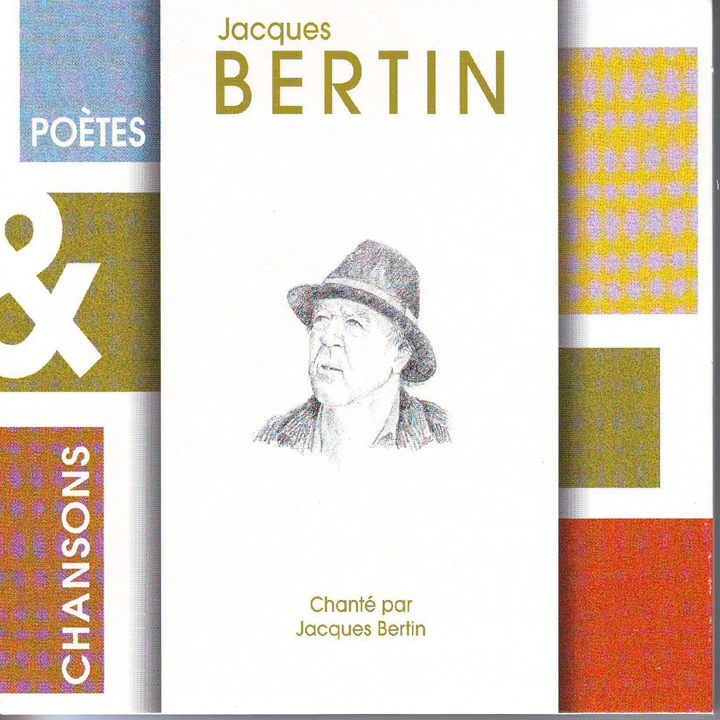 Jacques
BERTIN
POÈTES
&
CHANSONS
Chanté par
Jacques Bertin